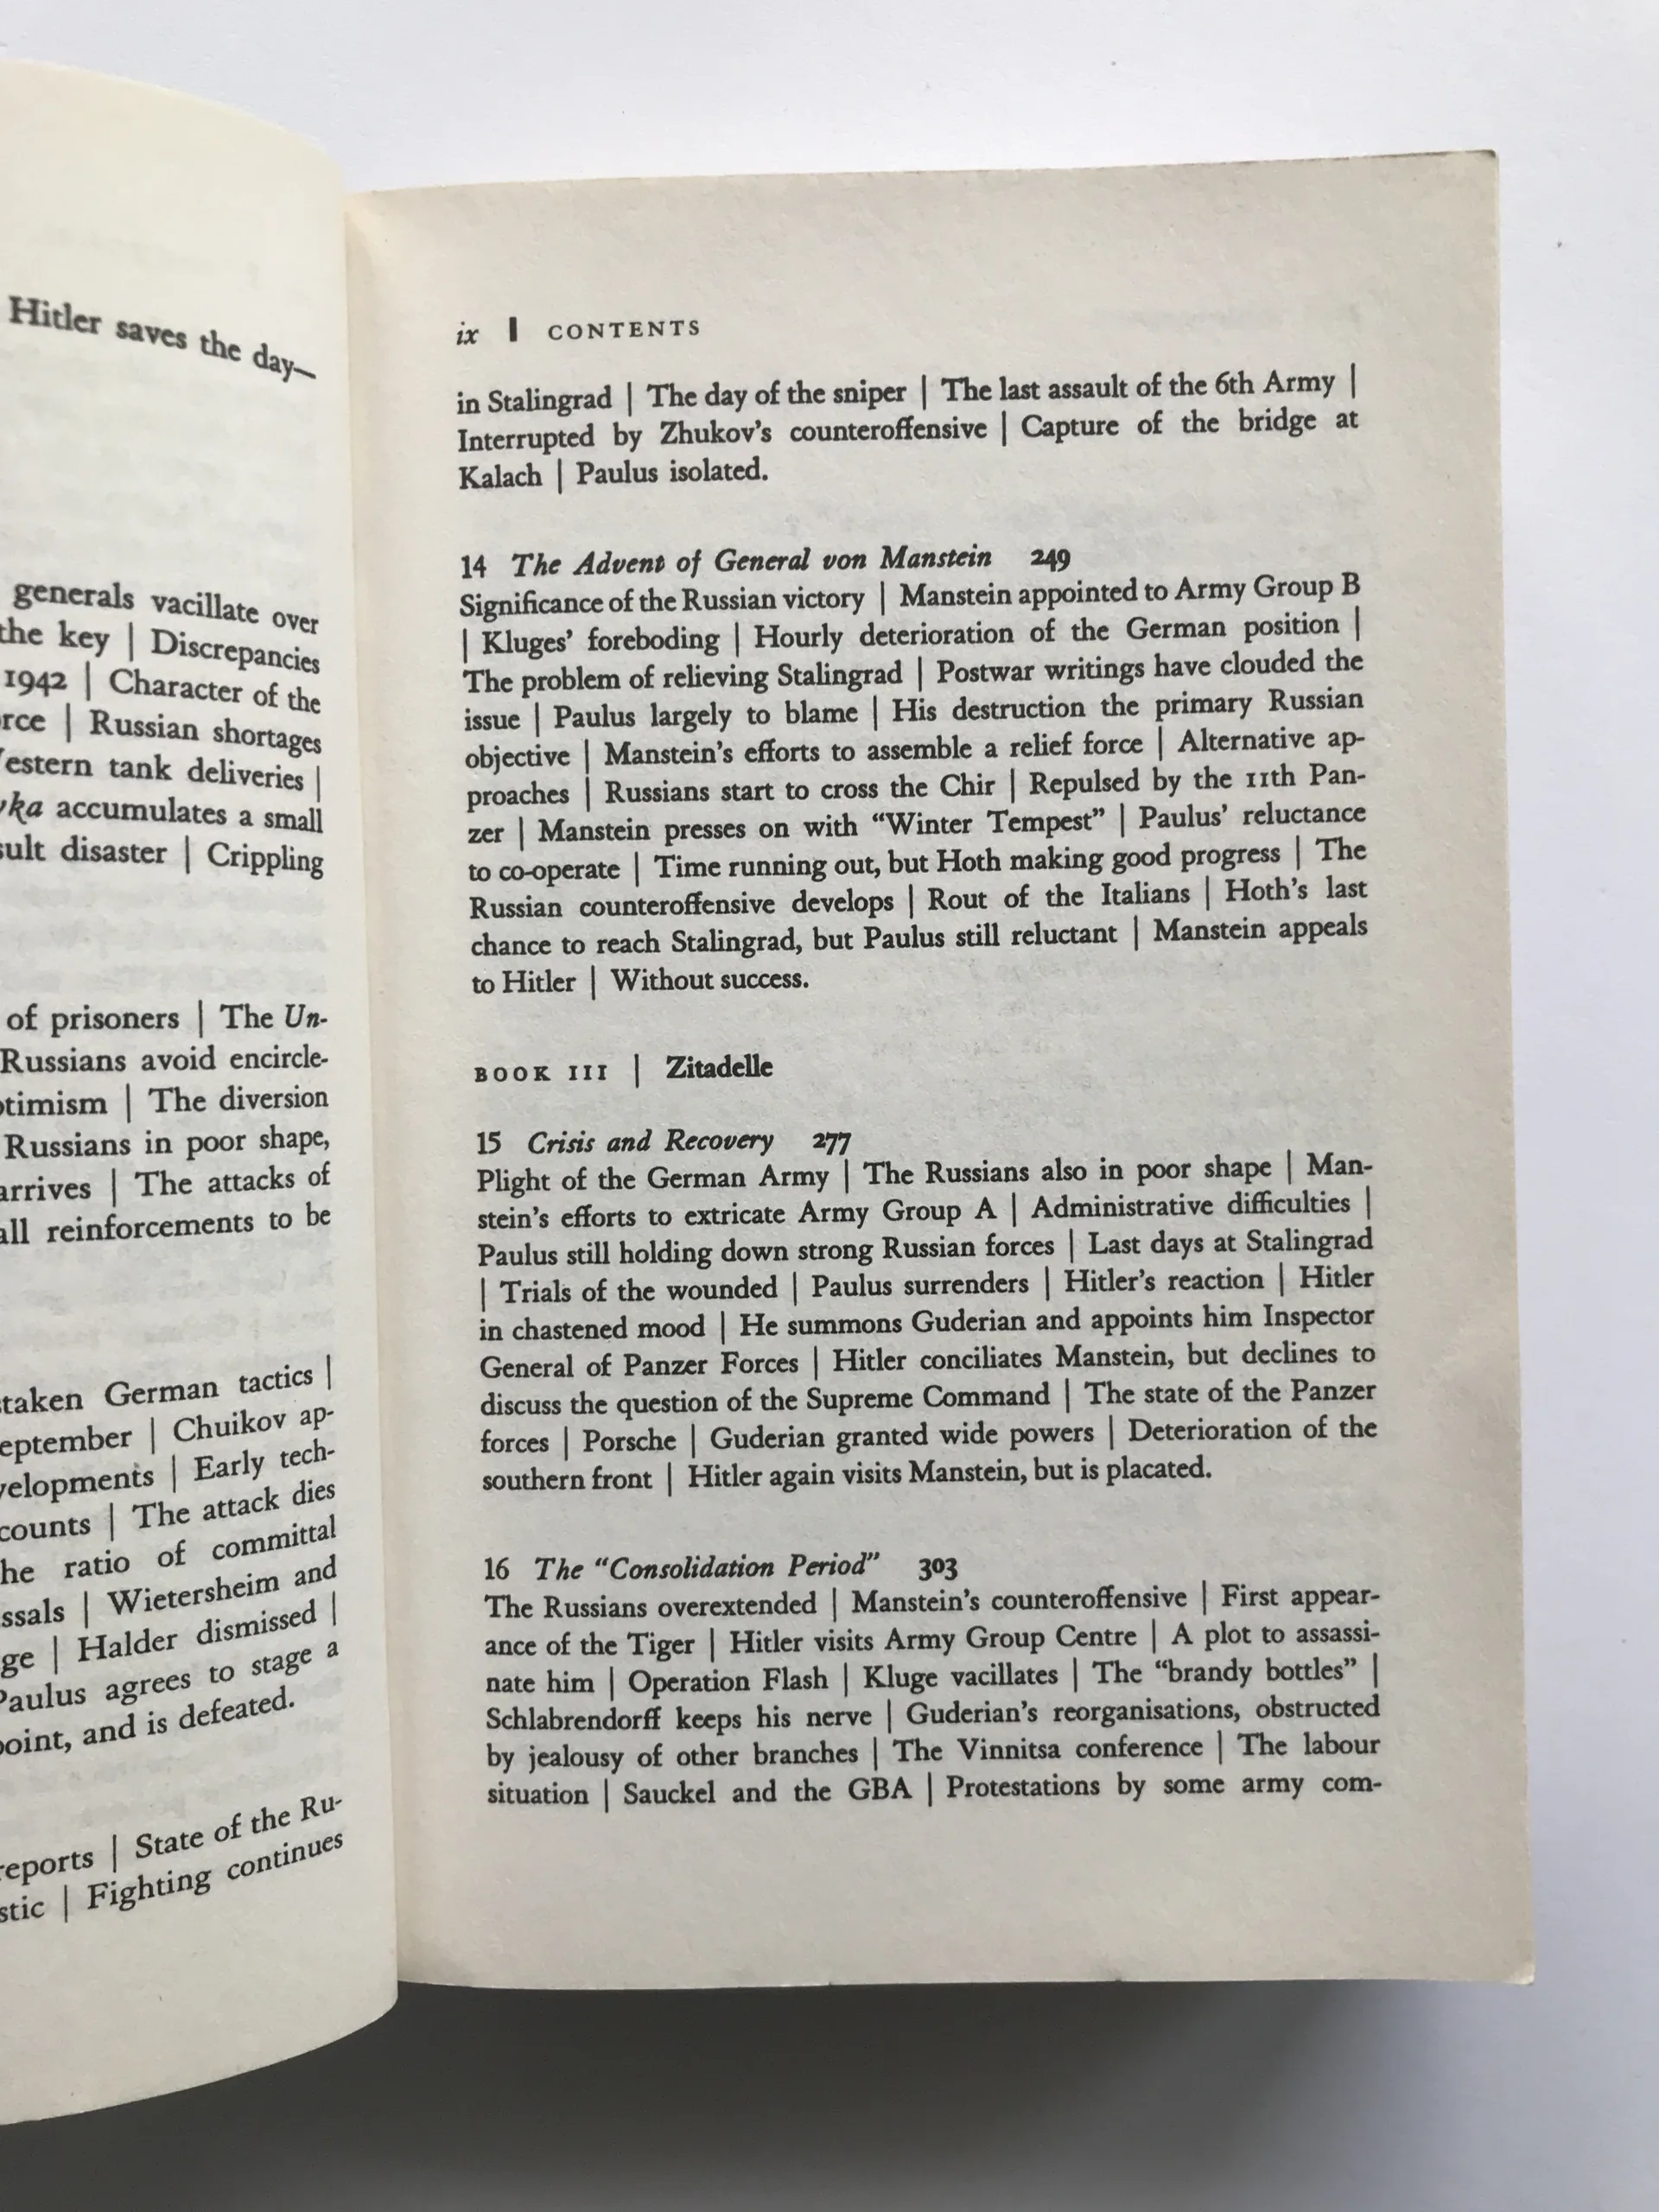 Hitler saves the day—
generals vacillate over
the key | Discrepancies
1942 | Character of the
| Russian shortages
tank deliveries |
accumulates a small
disaster | Crippling
of prisoners | The Un-
Russians avoid encircle-
| The diversion
Russians in poor shape,
arrives | The attacks of
all reinforcements to be
German tactics |
| Chuikov ap-
| Early tech-
| The attack dies
ratio of committal
| Wietersheim and
| Halder dismissed |
Paulus agrees to stage a
point, and is defeated.
reports | State of the Ru-
| Fighting continues
ix | CONTENTS
in Stalingrad | The day of the sniper | The last assault of the 6th Army |
Interrupted by Zhukov's counteroffensive | Capture of the bridge at
Kalach | Paulus isolated.
14 The Advent of General von Manstein 249
Significance of the Russian victory | Manstein appointed to Army Group B
| Kluges' foreboding | Hourly deterioration of the German position |
The problem of relieving Stalingrad | Postwar writings have clouded the
issue | Paulus largely to blame | His destruction the primary Russian
objective | Manstein's efforts to assemble a relief force | Alternative ap-
proaches | Russians start to cross the Chir | Repulsed by the 11th Pan-
zer | Manstein presses on with “Winter Tempest” | Paulus' reluctance
to co-operate | Time running out, but Hoth making good progress | The
Russian counteroffensive develops | Rout of the Italians | Hoth's last
chance to reach Stalingrad, but Paulus still reluctant | Manstein appeals
to Hitler | Without success.
BOOK III | Zitadelle
15 Crisis and Recovery 277
Plight of the German Army | The Russians also in poor shape | Man-
stein's efforts to extricate Army Group A | Administrative difficulties |
Paulus still holding down strong Russian forces | Last days at Stalingrad
| Trials of the wounded | Paulus surrenders | Hitler's reaction | Hitler
in chastened mood | He summons Guderian and appoints him Inspector
General of Panzer Forces | Hitler conciliates Manstein, but declines to
discuss the question of the Supreme Command | The state of the Panzer
forces | Porsche | Guderian granted wide powers | Deterioration of the
southern front | Hitler again visits Manstein, but is placated.
16 The “Consolidation Period” 303
The Russians overextended | Manstein's counteroffensive | First appear-
ance of the Tiger | Hitler visits Army Group Centre | A plot to assassi-
nate him | Operation Flash | Kluge vacillates | The “brandy bottles” |
Schlabrendorff keeps his nerve | Guderian's reorganisations, obstructed
by jealousy of other branches | The Vinnitsa conference | The labour
situation | Sauckel and the GBA | Protestations by some army com-